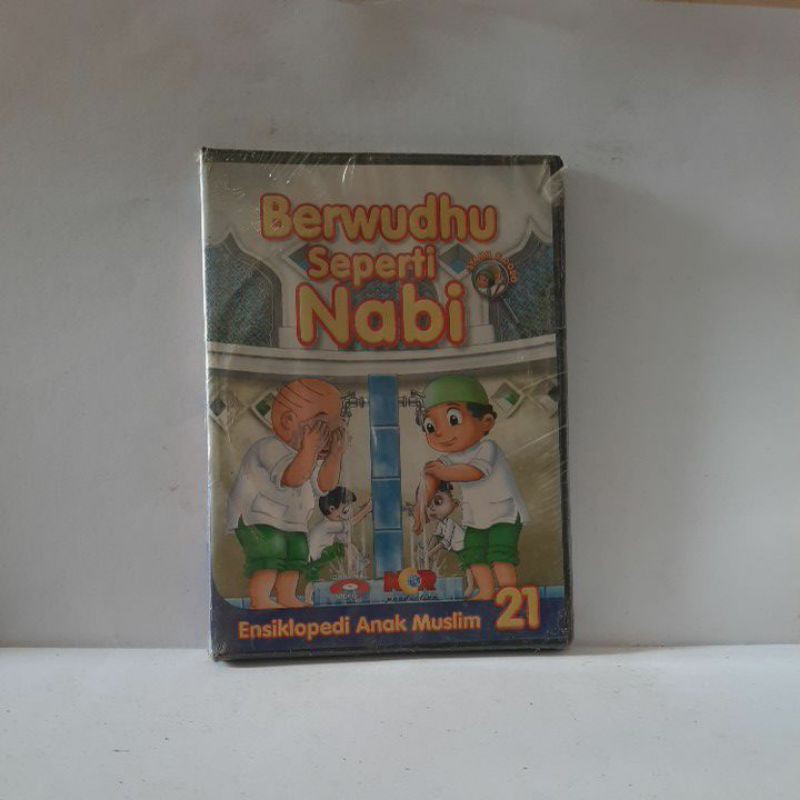 Berwudhu
Seperti
Nabi
Ensiklopedi Anak Muslim 21